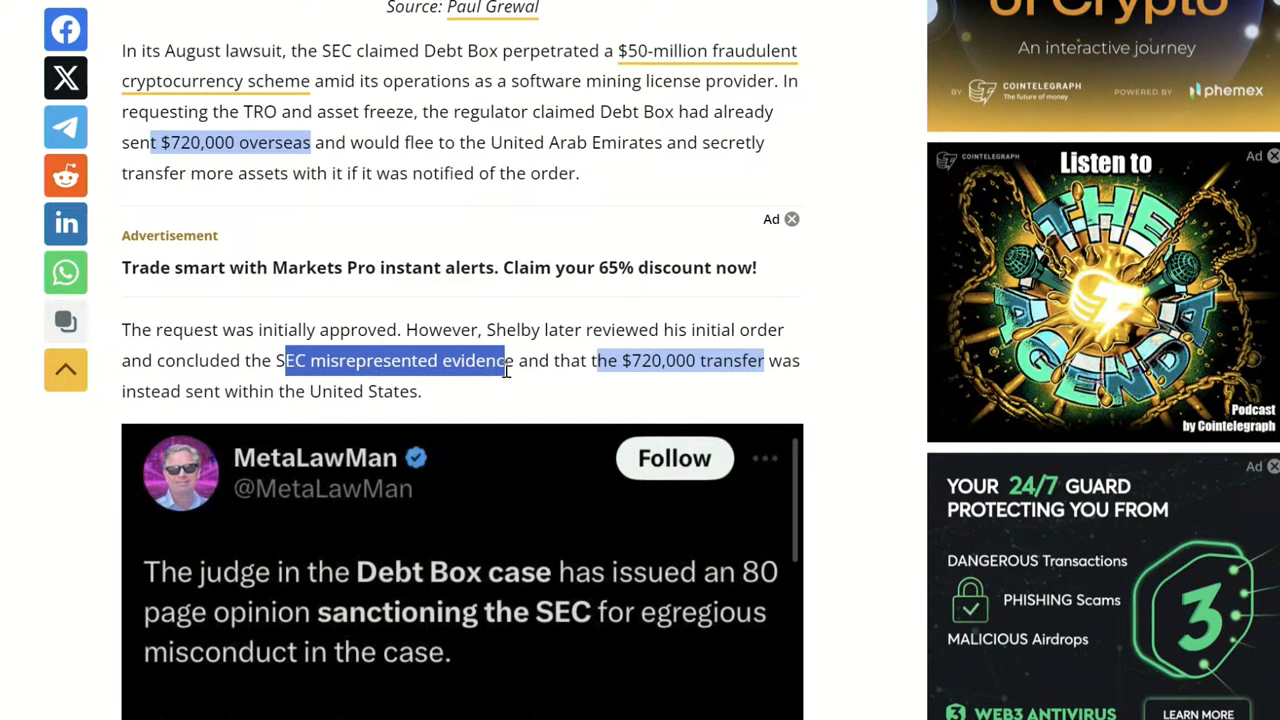 Source: Paul Grewal
In its August lawsuit, the SEC claimed Debt Box perpetrated a $50-million fraudulent
cryptocurrency scheme amid its operations as a software mining license provider. In
requesting the TRO and asset freeze, the regulator claimed Debt Box had already
sent $720,000 overseas and would flee to the United Arab Emirates and secretly
transfer more assets with it if it was notified of the order.
Ad
Advertisement
Trade smart with Markets Pro instant alerts. Claim your 65% discount now!
The request was initially approved. However, Shelby later reviewed his initial order
and concluded the SEC misrepresented evidence and that the $720,000 transfer was
instead sent within the United States.
MetaLawMan
Follow
@MetaLawMan
The judge in the Debt Box case has issued an 80
page opinion sanctioning the SEC for egregious
misconduct in the case.
of Crypto
An interactive journey
BY COINTELEGRAPH The future of money POWERED BY phemex
COINTELEGRAPH
Ad
Listen to
THE
AGENDA
Podcast
by Cointelegraph
Ad
YOUR 24/7 GUARD
PROTECTING YOU FROM
DANGEROUS Transactions
PHISHING Scams
MALICIOUS Airdrops
3
WEB3 ANTIVIRUS
LEARN MORE